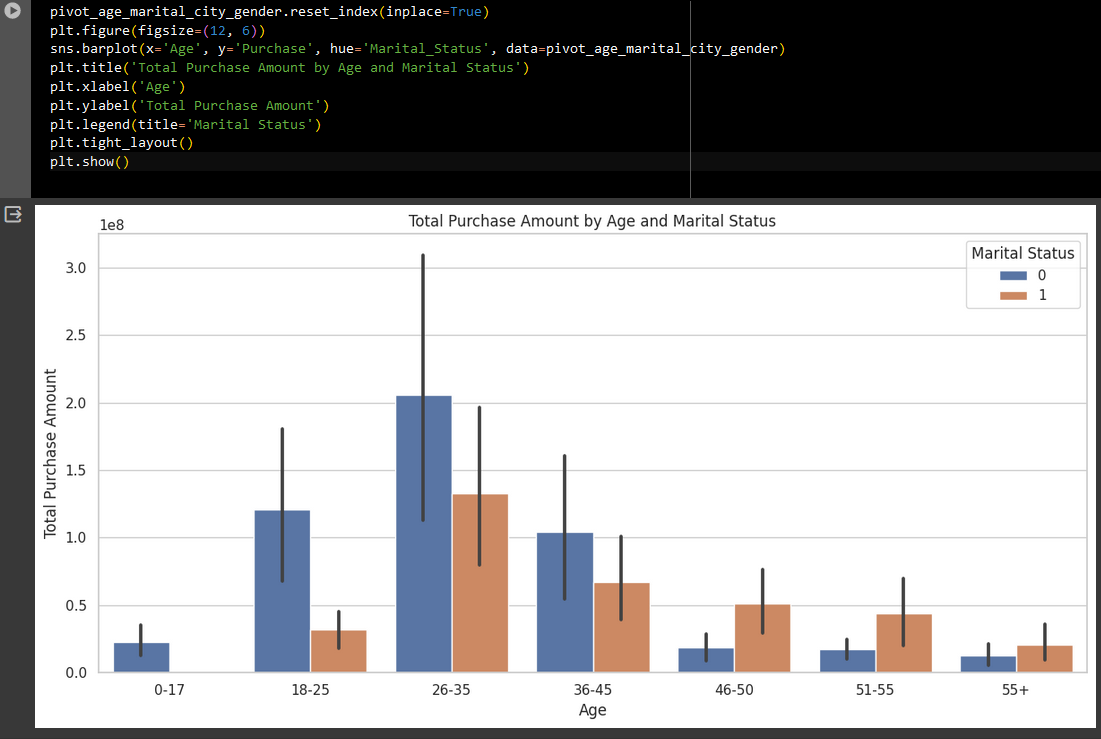 pivot_age_marital_city_gender.reset_index(inplace=True)
plt.figure(figsize=(12, 6))
sns.barplot(x='Age', y='Purchase', hue='Marital_Status', data=pivot_age_marital_city_gender)
plt.title('Total Purchase Amount by Age and Marital Status')
plt.xlabel('Age')
plt.ylabel('Total Purchase Amount')
plt.legend(title='Marital Status')
plt.tight_layout()
plt.show()
Total Purchase Amount by Age and Marital Status
1e8
Marital Status
0
1
3.0
2.5
2.0
1.5
1.0
0.5
0.0
Total Purchase Amount
0-17 18-25 26-35 36-45 46-50 51-55 55+
Age